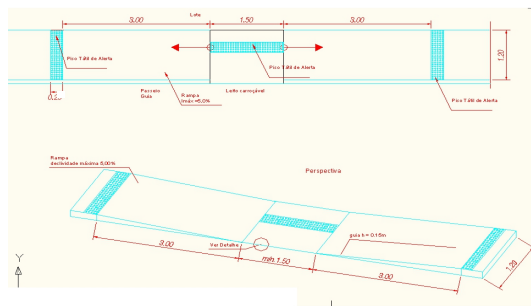 Lote
3.00
1.50
3.00
Piso Tátil de Alerta
Piso Tátil de Alerta
1.20
Passeio
Guia
Rampa
imáx =5.0%
Leito carroçável
Piso Tátil de Alerta
Rampa
declividade máxima 5,00%
Perspectiva
guia h = 0.15m
Ver Detalhe
3.00
mín. 1.50
3.00
1.20
Y